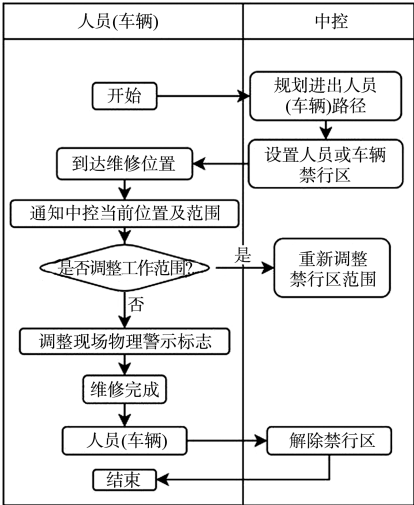 人员(车辆)
中控
开始
规划进出人员
(车辆)路径
到达维修位置
设置人员或车辆
禁行区
通知中控当前位置及范围
是否调整工作范围?
是
重新调整
禁行区范围
否
调整现场物理警示标志
维修完成
人员(车辆)
解除禁行区
结束